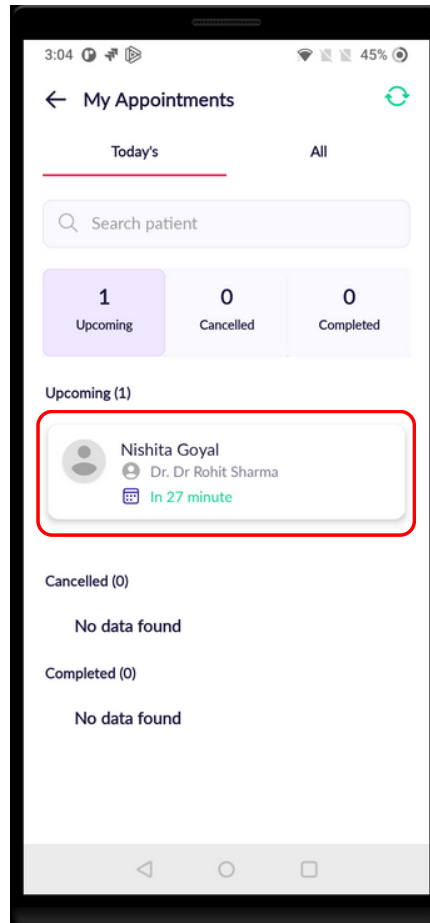 3:04 45%
My Appointments
Today's All
Search patient
1 0 0
Upcoming Cancelled Completed
Upcoming (1)
Nishita Goyal
Dr. Dr Rohit Sharma
In 27 minute
Cancelled (0)
No data found
Completed (0)
No data found